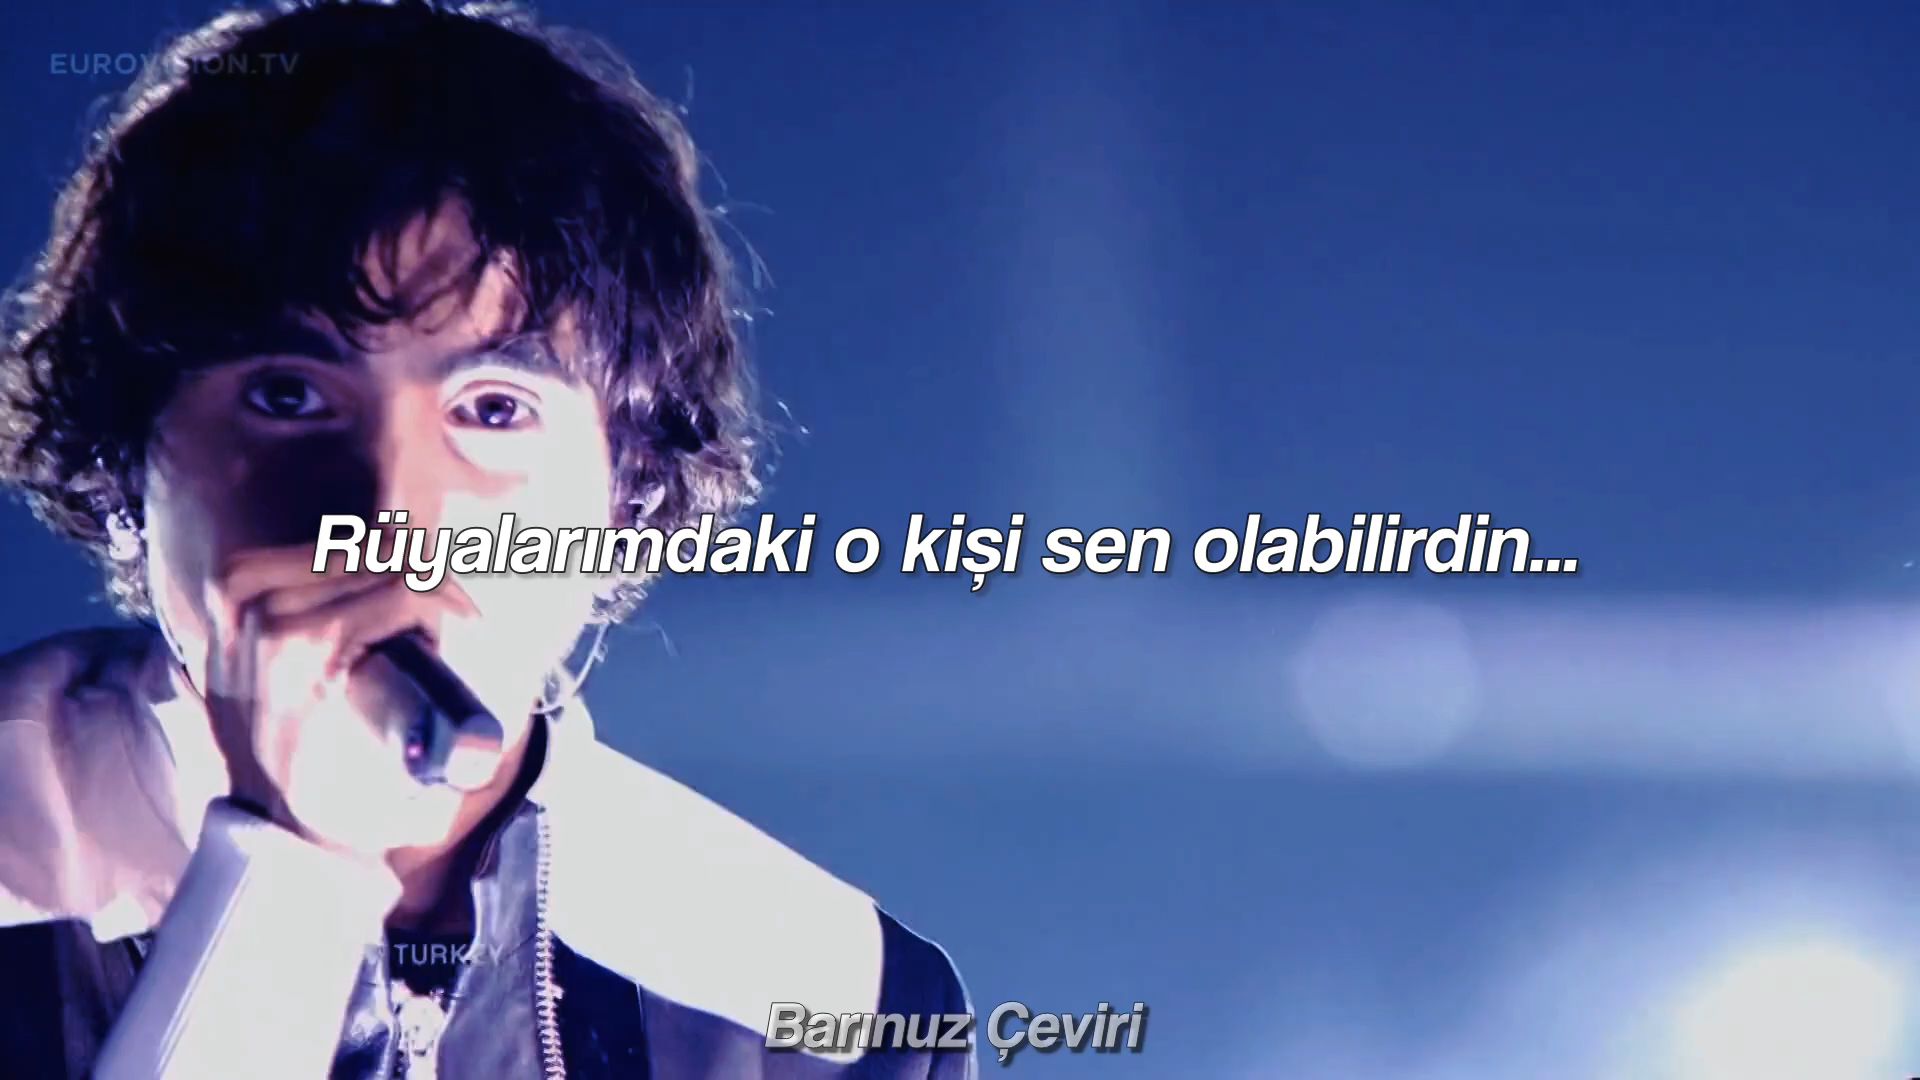 EUROVISION.TV
Rüyalarımdaki o kişi sen olabilirdin...
TURKEY
Barınuz Çeviri